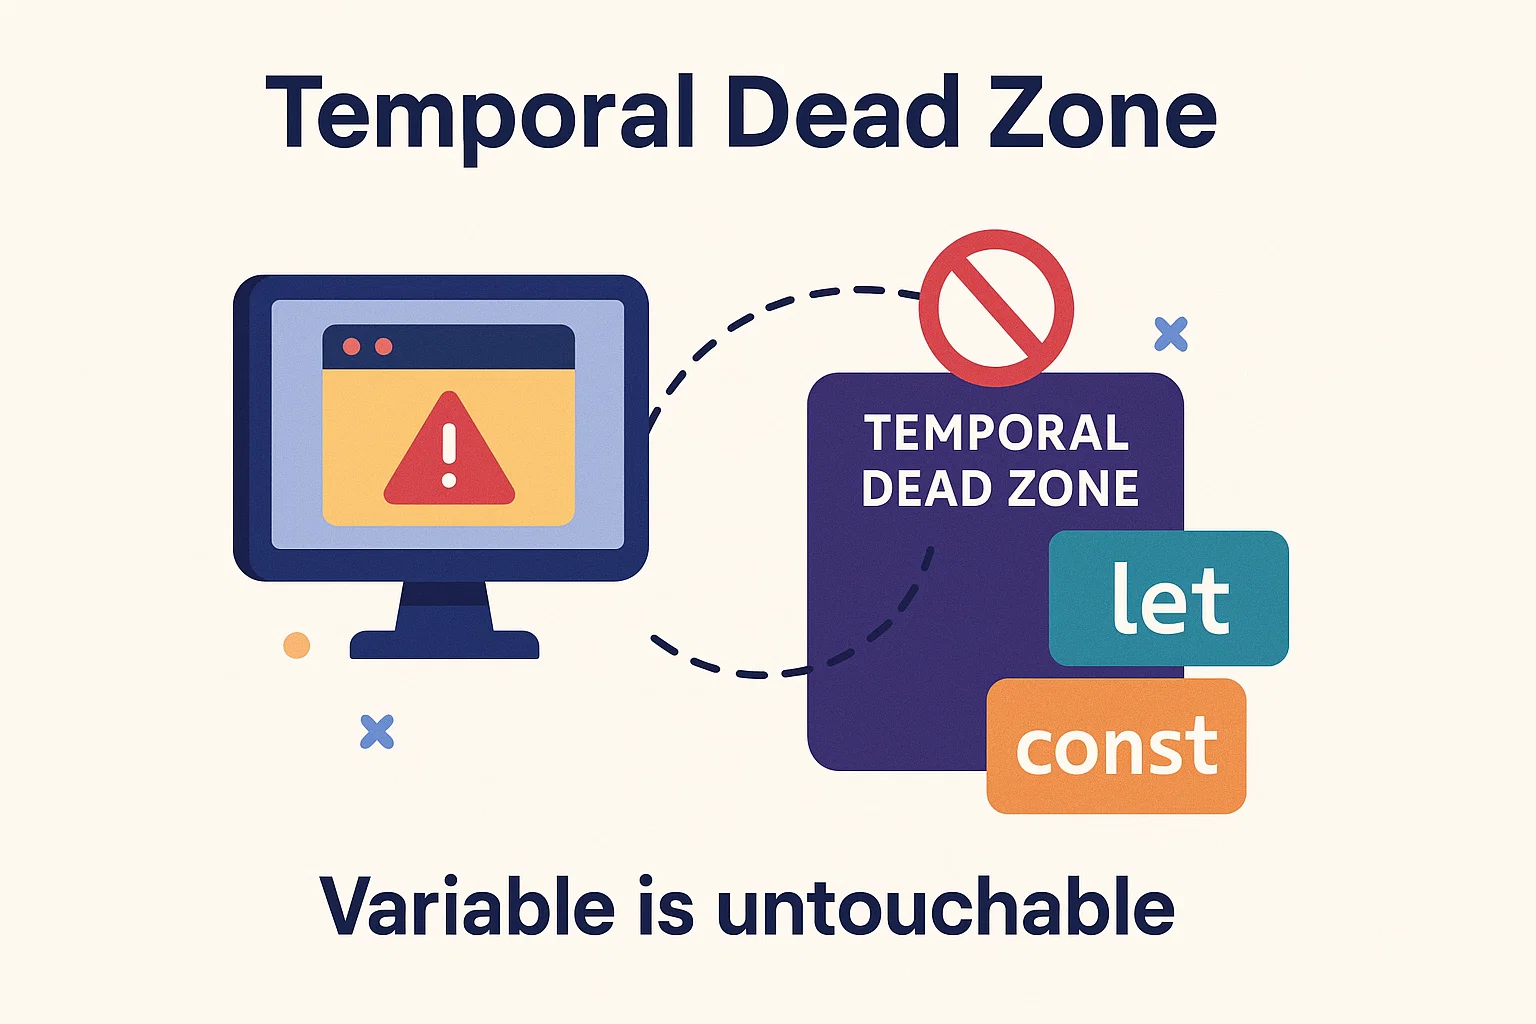 Temporal Dead Zone
TEMPORAL
DEAD ZONE
let
const
Variable is untouchable